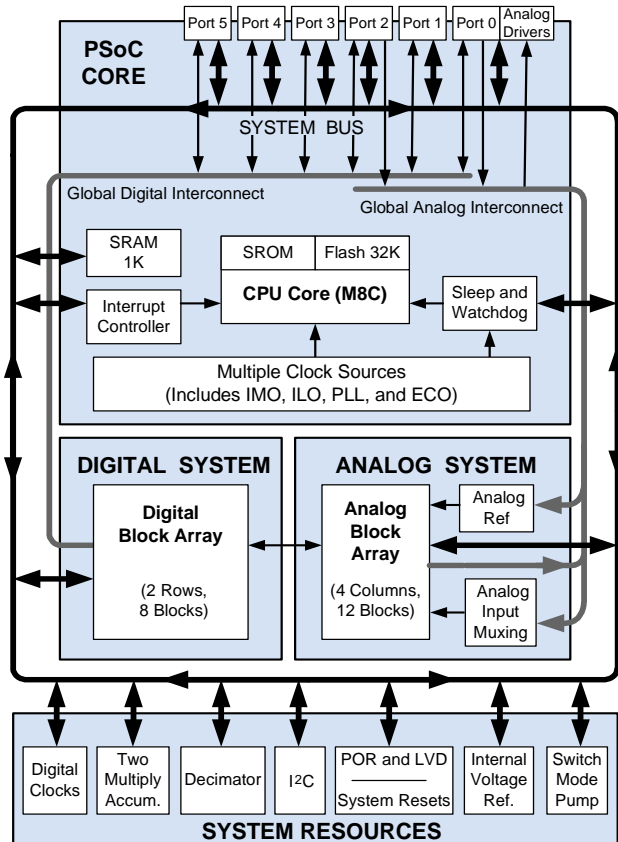 Port 5 Port 4 Port 3 Port 2 Port 1 Port 0 Analog
Drivers
PSoC
CORE
SYSTEM BUS
Global Digital Interconnect
Global Analog Interconnect
SRAM
1K
SROM Flash 32K
CPU Core (M8C)
Interrupt
Controller
Sleep and
Watchdog
Multiple Clock Sources
(Includes IMO, ILO, PLL, and ECO)
DIGITAL SYSTEM
Digital
Block Array
(2 Rows,
8 Blocks)
ANALOG SYSTEM
Analog
Block
Array
(4 Columns,
12 Blocks)
Analog
Ref
Analog
Input
Muxing
Digital
Clocks
Two
Multiply
Accum.
Decimator
I2C
POR and LVD
System Resets
Internal
Voltage
Ref.
Switch
Mode
Pump
SYSTEM RESOURCES